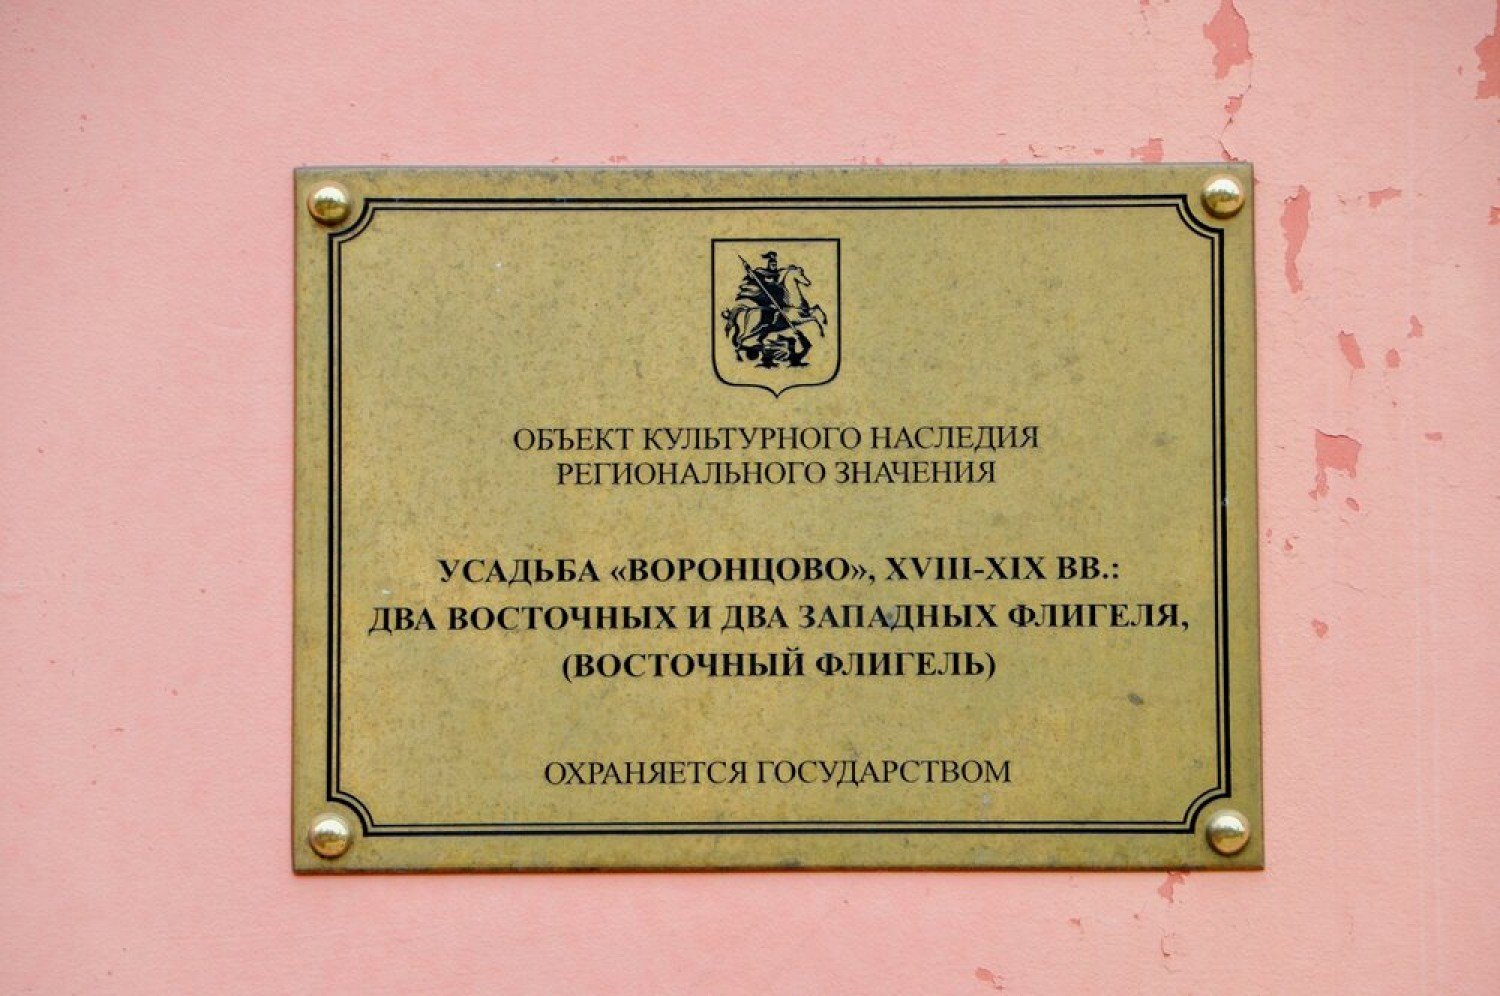 ОБЪЕКТ КУЛЬТУРНОГО НАСЛЕДИЯ
РЕГИОНАЛЬНОГО ЗНАЧЕНИЯ
УСАДЬБА «ВОРОНЦОВО», XVIII-XIX ВВ.:
ДВА ВОСТОЧНЫХ И ДВА ЗАПАДНЫХ ФЛИГЕЛЯ,
(ВОСТОЧНЫЙ ФЛИГЕЛЬ)
ОХРАНЯЕТСЯ ГОСУДАРСТВОМ